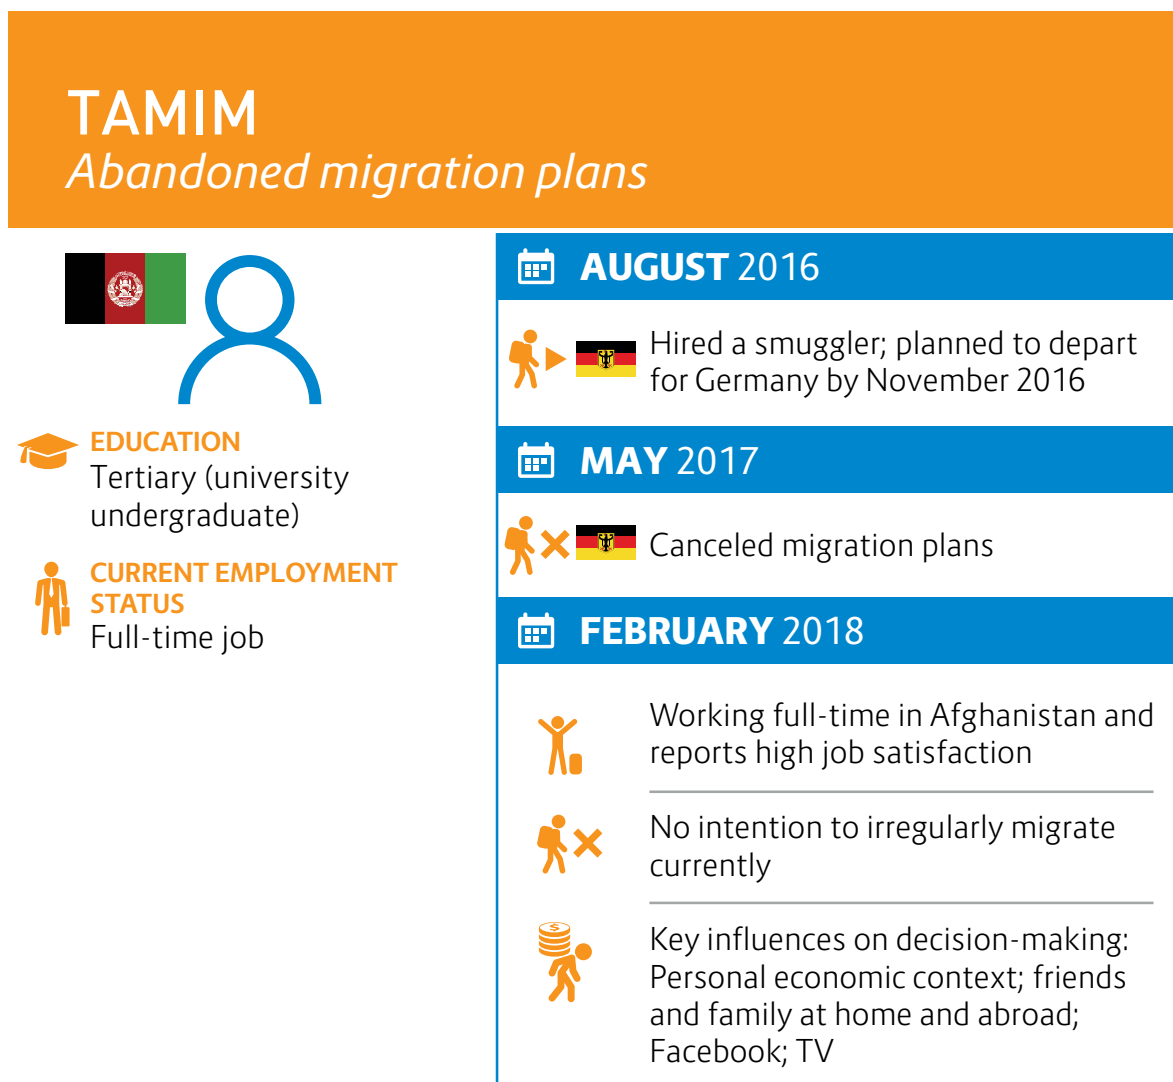 TAMIM
Abandoned migration plans
EDUCATION
Tertiary (university
undergraduate)
CURRENT EMPLOYMENT
STATUS
Full-time job
AUGUST 2016
Hired a smuggler; planned to depart
for Germany by November 2016
MAY 2017
Canceled migration plans
FEBRUARY 2018
Working full-time in Afghanistan and
reports high job satisfaction
No intention to irregularly migrate
currently
$
Key influences on decision-making:
Personal economic context; friends
and family at home and abroad;
Facebook; TV